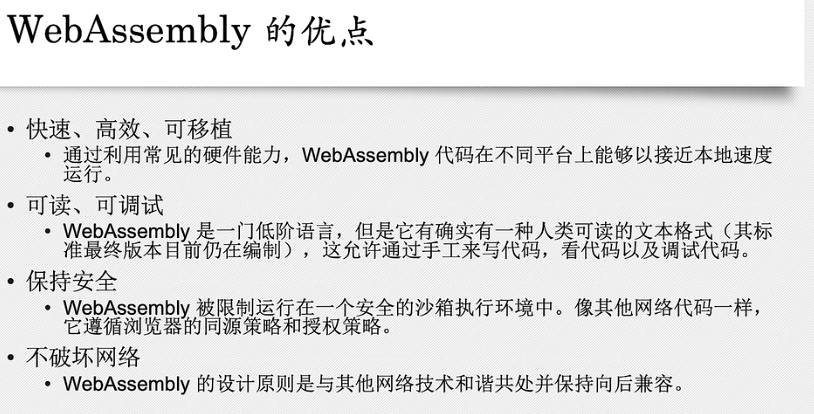 WebAssembly 的优点
• 快速、高效、可移植
• 通过利用常见的硬件能力，WebAssembly 代码在不同平台上能够以接近本地速度
运行。
• 可读、可调试
• WebAssembly 是一门低阶语言，但是它有确实有一种人类可读的文本格式（其标
准最终版本目前仍在编制），这允许通过手工来写代码，看代码以及调试代码。
• 保持安全
• WebAssembly 被限制运行在一个安全的沙箱执行环境中。像其他网络代码一样，
它遵循浏览器的同源策略和授权策略。
• 不破坏网络
• WebAssembly 的设计原则是与其他网络技术和谐共处并保持向后兼容。